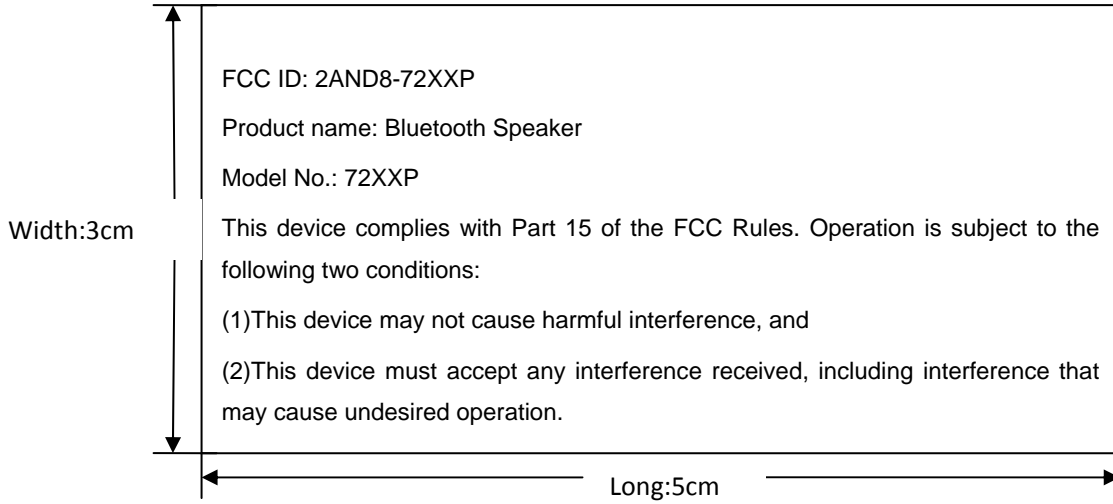 FCC ID: 2AND8-72XXP
Product name: Bluetooth Speaker
Model No.: 72XXP
Width:3cm
This device complies with Part 15 of the FCC Rules. Operation is subject to the
following two conditions:
(1)This device may not cause harmful interference, and
(2)This device must accept any interference received, including interference that
may cause undesired operation.
Long:5cm